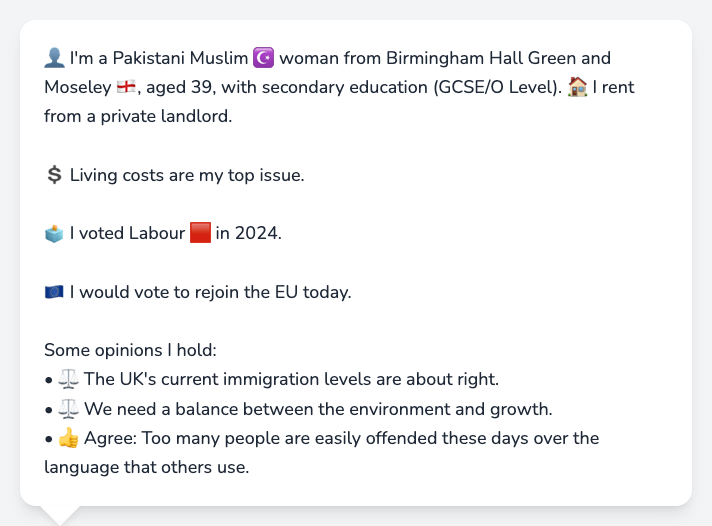 👤 I'm a Pakistani Muslim ☪️ woman from Birmingham Hall Green and
Moseley 🏴󠁧󠁢󠁥󠁮󠁧󠁿, aged 39, with secondary education (GCSE/O Level). 🏠 I rent
from a private landlord.
💲 Living costs are my top issue.
🗳️ I voted Labour 🟥 in 2024.
🇪🇺 I would vote to rejoin the EU today.
Some opinions I hold:
• ⚖️ The UK's current immigration levels are about right.
• ⚖️ We need a balance between the environment and growth.
• 👍 Agree: Too many people are easily offended these days over the
language that others use.